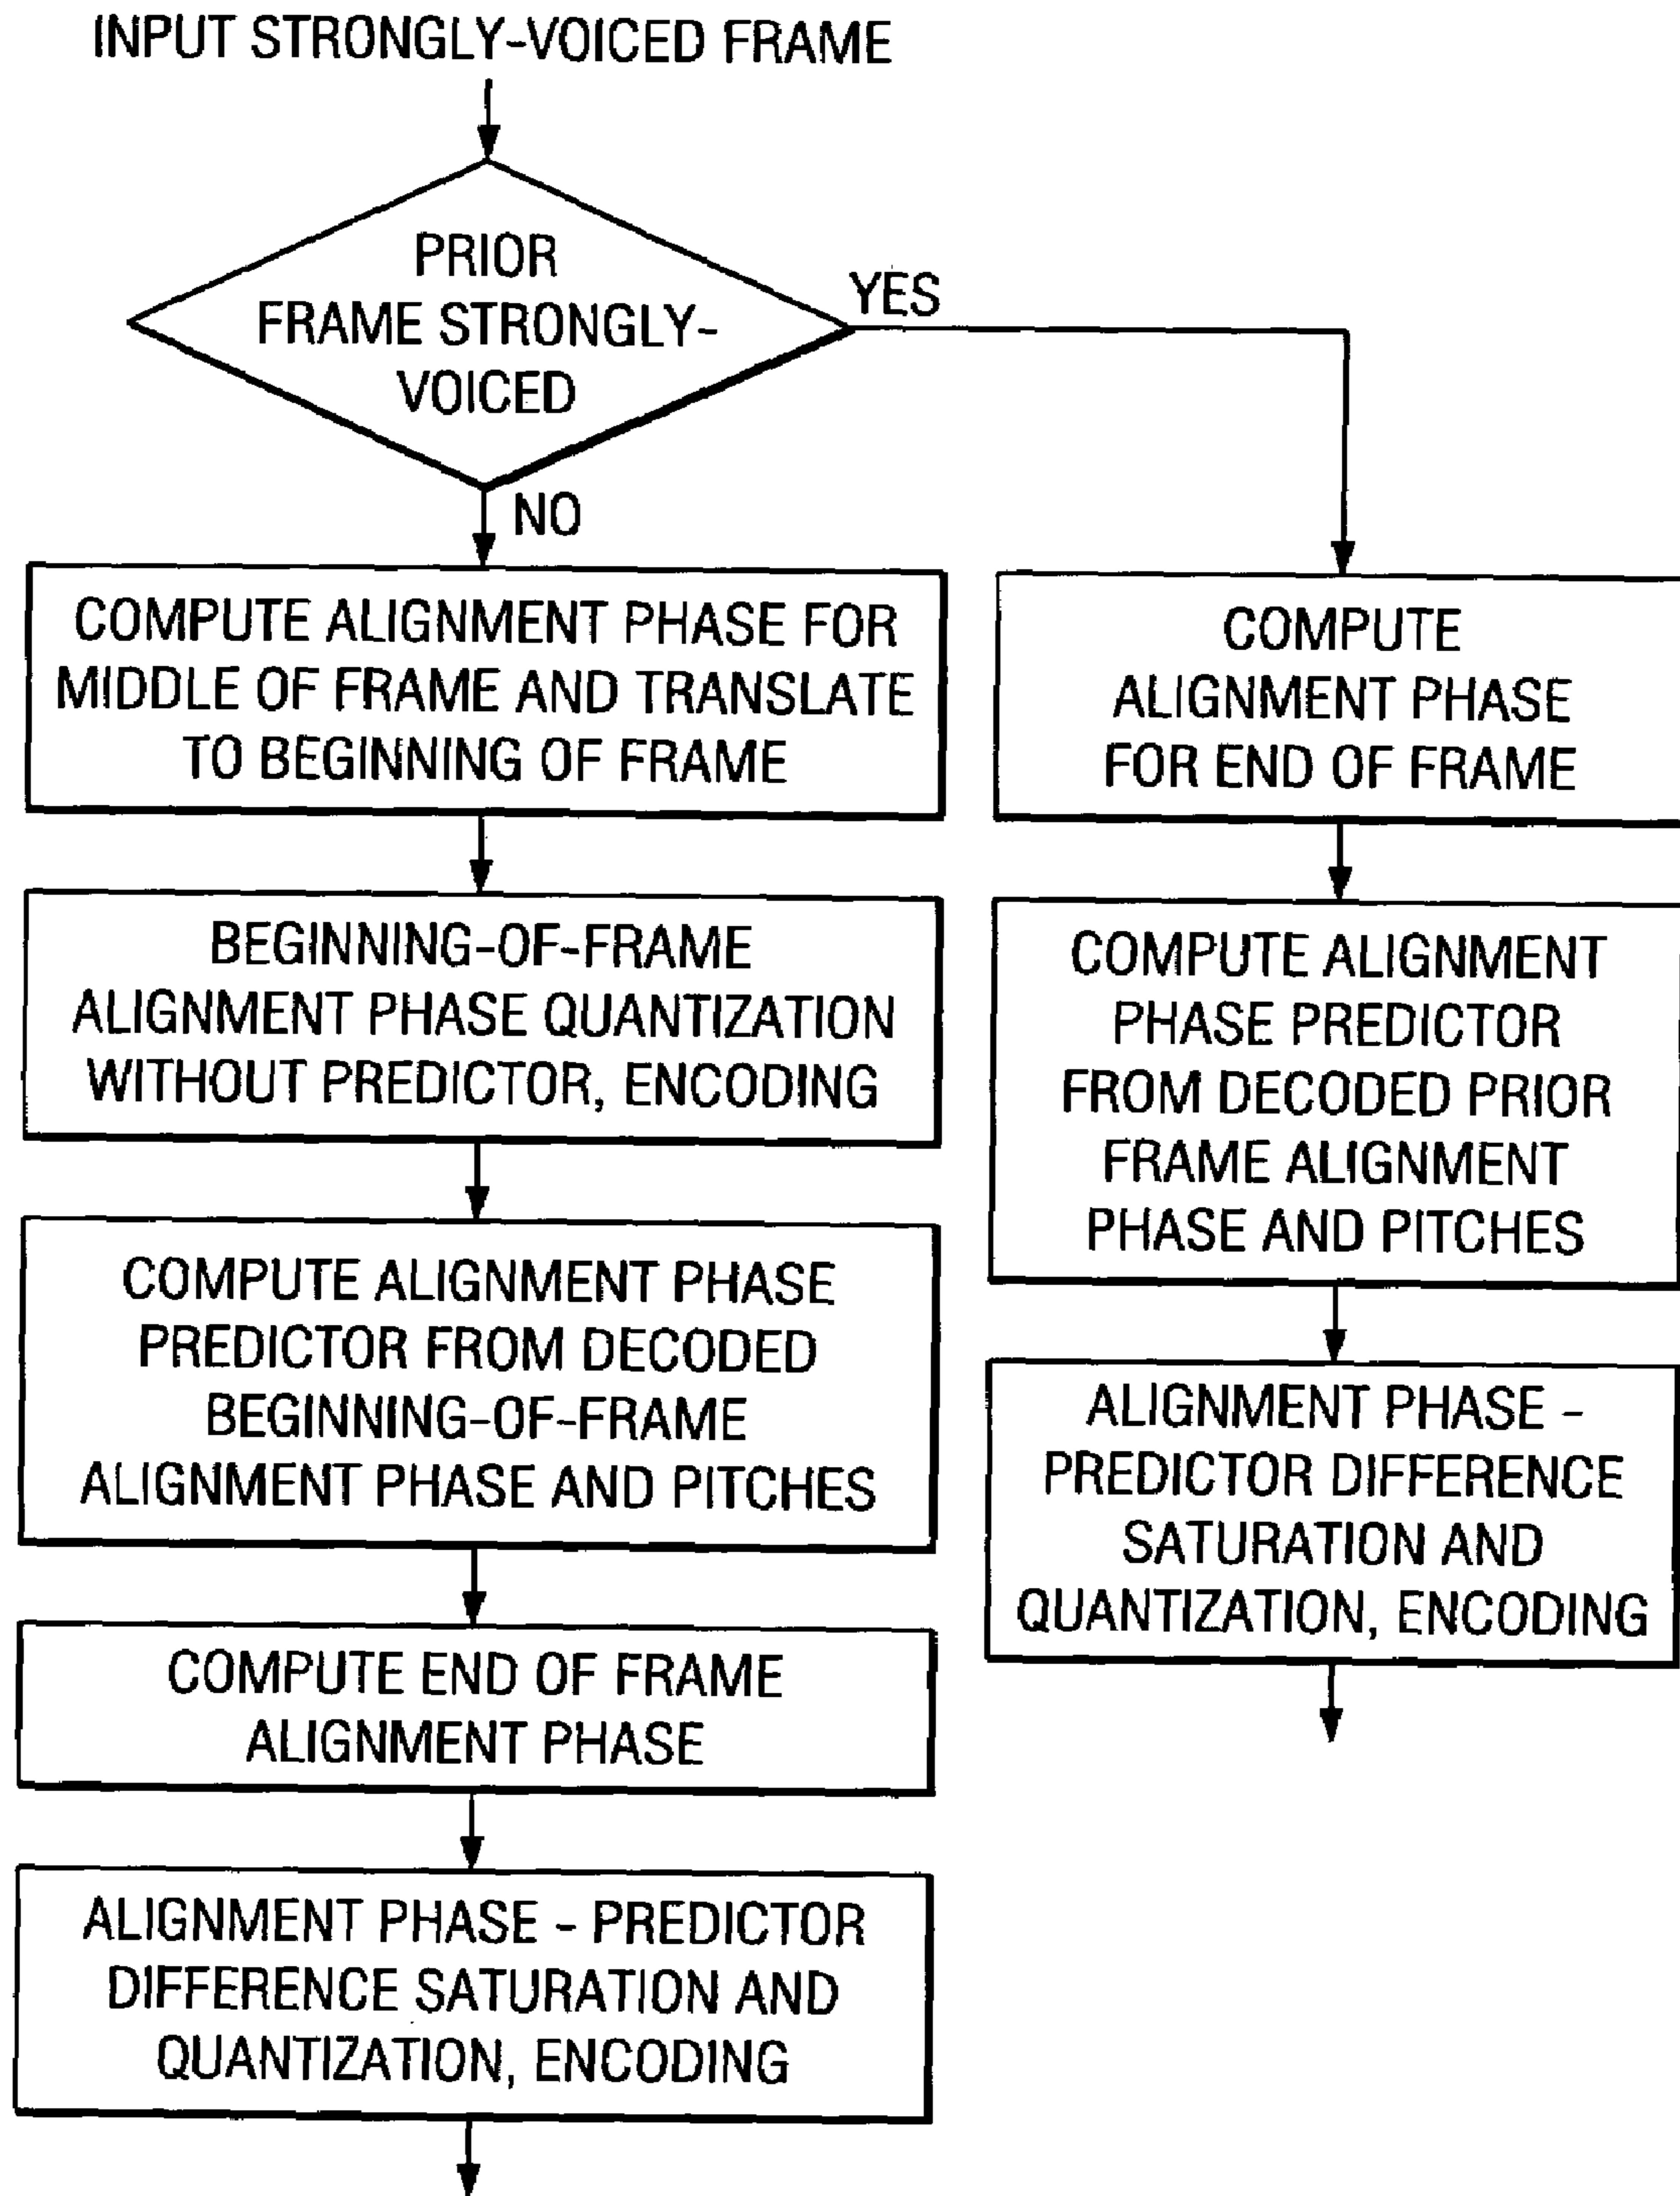 INPUT STRONGLY-VOICED FRAME
PRIOR
FRAME STRONGLY-
VOICED
YES
NO
COMPUTE ALIGNMENT PHASE FOR
MIDDLE OF FRAME AND TRANSLATE
TO BEGINNING OF FRAME
BEGINNING-OF-FRAME
ALIGNMENT PHASE QUANTIZATION
WITHOUT PREDICTOR, ENCODING
COMPUTE ALIGNMENT PHASE
PREDICTOR FROM DECODED
BEGINNING-OF-FRAME
ALIGNMENT PHASE AND PITCHES
COMPUTE END OF FRAME
ALIGNMENT PHASE
ALIGNMENT PHASE - PREDICTOR
DIFFERENCE SATURATION AND
QUANTIZATION, ENCODING
COMPUTE
ALIGNMENT PHASE
FOR END OF FRAME
COMPUTE ALIGNMENT
PHASE PREDICTOR
FROM DECODED PRIOR
FRAME ALIGNMENT
PHASE AND PITCHES
ALIGNMENT PHASE -
PREDICTOR DIFFERENCE
SATURATION AND
QUANTIZATION, ENCODING